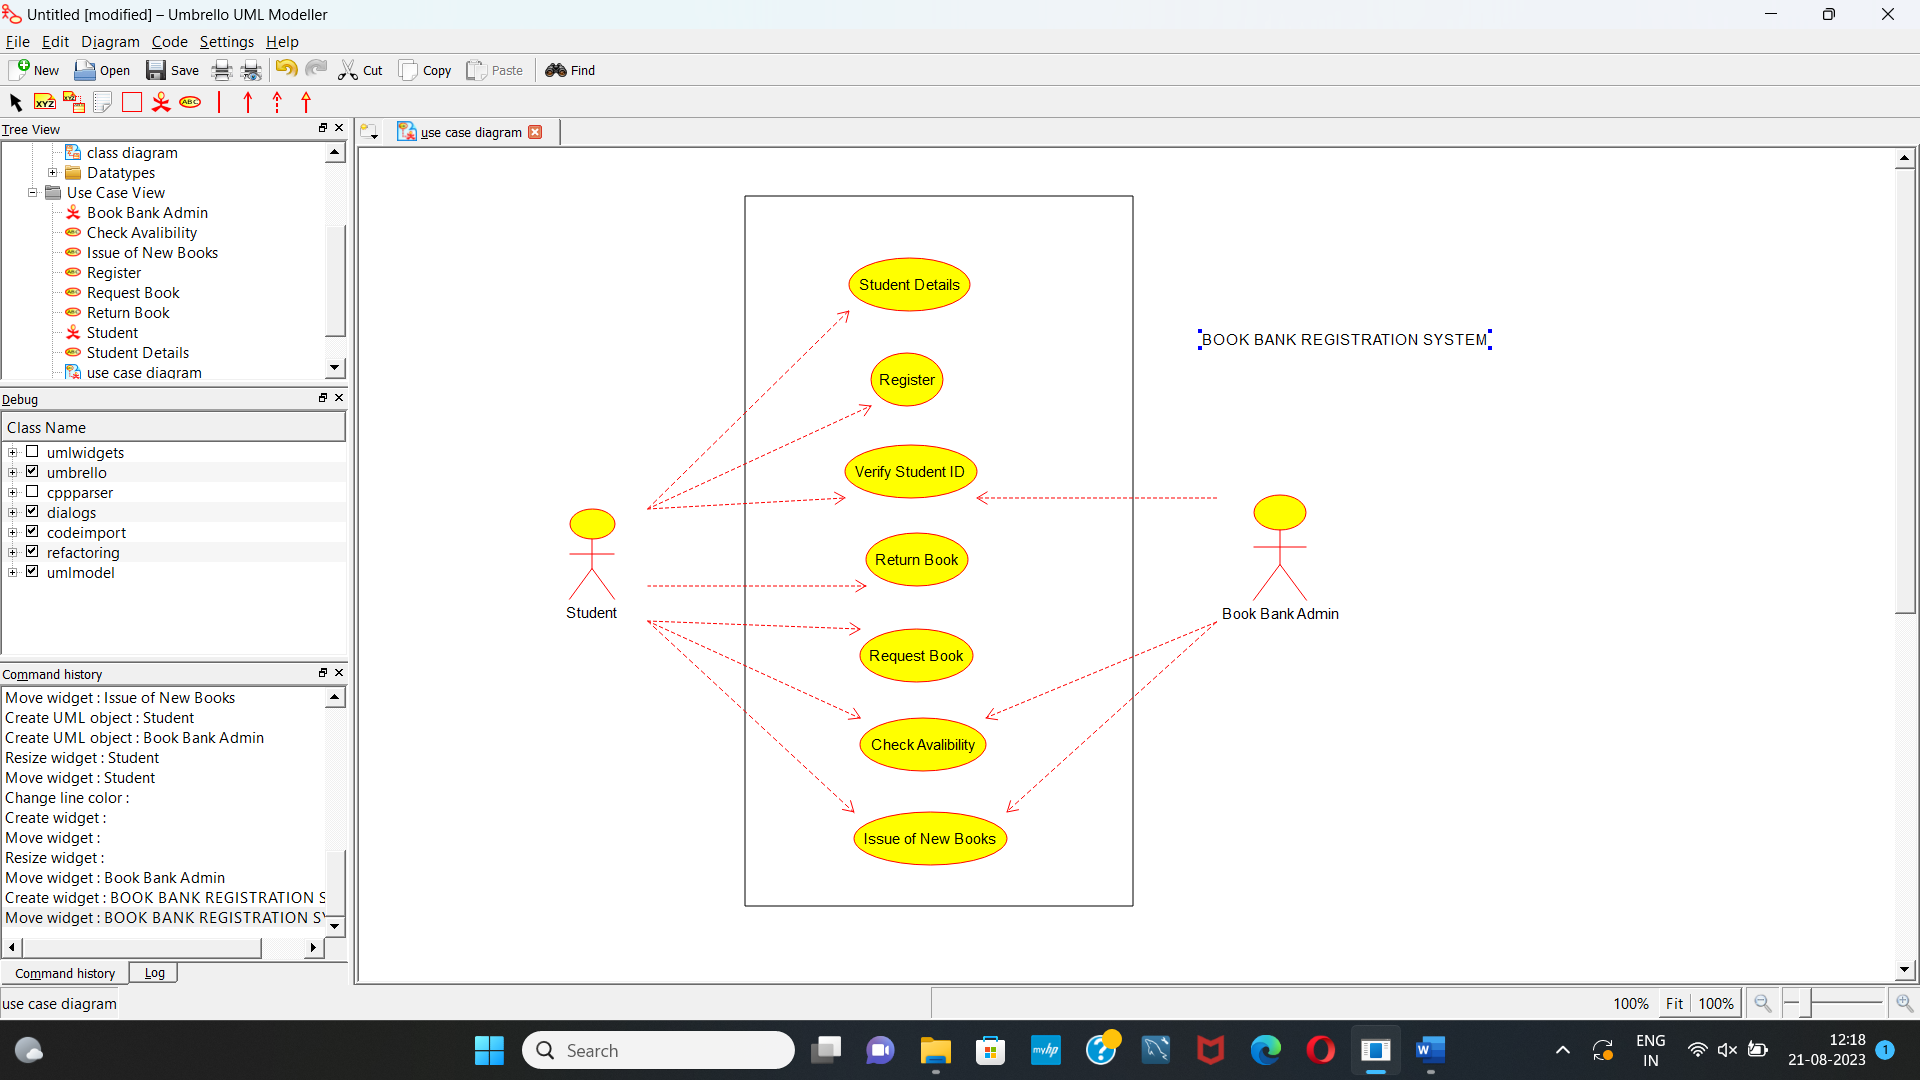 Untitled [modified] – Umbrello UML Modeller
File Edit Diagram Code Settings Help
New Open Save Cut Copy Paste Find
XYZ XYZ ABC
Tree View
use case diagram
class diagram
Datatypes
Use Case View
Book Bank Admin
Check Avalibility
Issue of New Books
Register
Request Book
Return Book
Student
Student Details
use case diagram
Debug
Class Name
umlwidgets
umbrello
cppparser
dialogs
codeimport
refactoring
umlmodel
Command history
Move widget : Issue of New Books
Create UML object : Student
Create UML object : Book Bank Admin
Resize widget : Student
Move widget : Student
Change line color :
Create widget :
Move widget :
Resize widget :
Move widget : Book Bank Admin
Create widget : BOOK BANK REGISTRATION S
Move widget : BOOK BANK REGISTRATION SY
Command history Log
Student Details
BOOK BANK REGISTRATION SYSTEM
Register
Verify Student ID
Return Book
Student
Book Bank Admin
Request Book
Check Avalibility
Issue of New Books
use case diagram
100% Fit 100%
Search
myhp
W
ENG
IN
12:18
21-08-2023
1